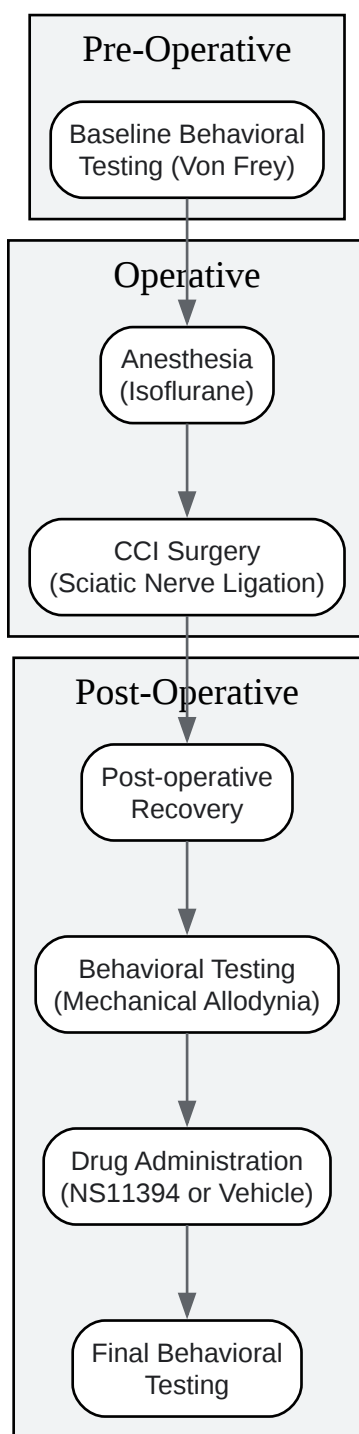 Pre-Operative
Baseline Behavioral
Testing (Von Frey)
Operative
Anesthesia
(Isoflurane)
CCI Surgery
(Sciatic Nerve Ligation)
Post-Operative
Post-operative
Recovery
Behavioral Testing
(Mechanical Allodynia)
Drug Administration
(NS11394 or Vehicle)
Final Behavioral
Testing